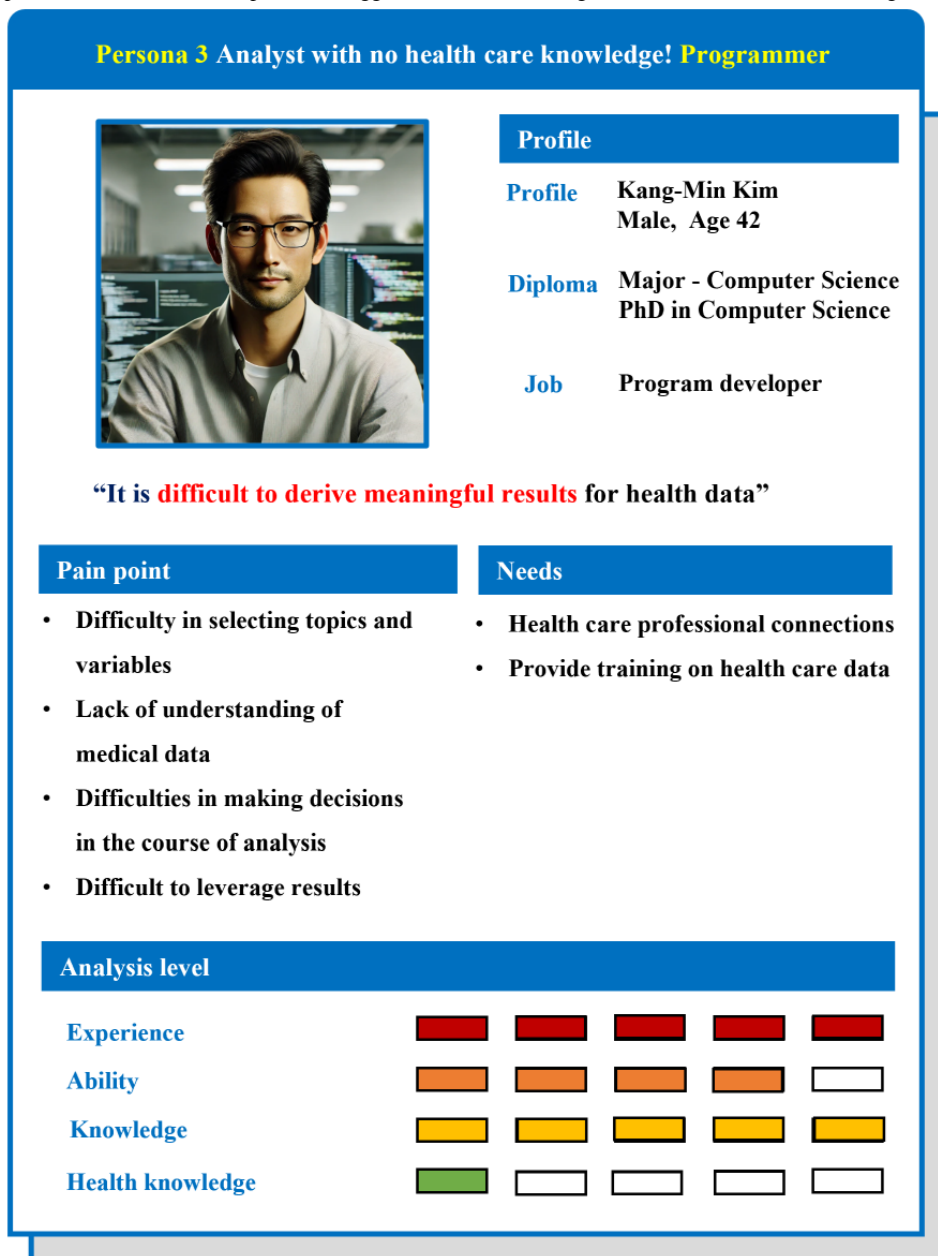 Persona 3 Analyst with no health care knowledge! Programmer
Profile
Profile Kang-Min Kim
Male, Age 42
Diploma Major - Computer Science
PhD in Computer Science
Job Program developer
“It is difficult to derive meaningful results for health data”
Pain point
• Difficulty in selecting topics and
variables
• Lack of understanding of
medical data
• Difficulties in making decisions
in the course of analysis
• Difficult to leverage results
Needs
• Health care professional connections
• Provide training on health care data
Analysis level
Experience
Ability
Knowledge
Health knowledge